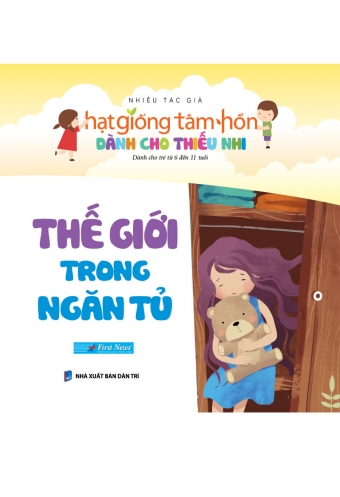 NHIỀU TÁC GIẢ
hạt giống tâm hồn
DÀNH CHO THIẾU NHI
Dành cho trẻ từ 6 đến 11 tuổi
THẾ GIỚI
TRONG
NGĂN TỦ
First News
NHÀ XUẤT BẢN DÂN TRÍ